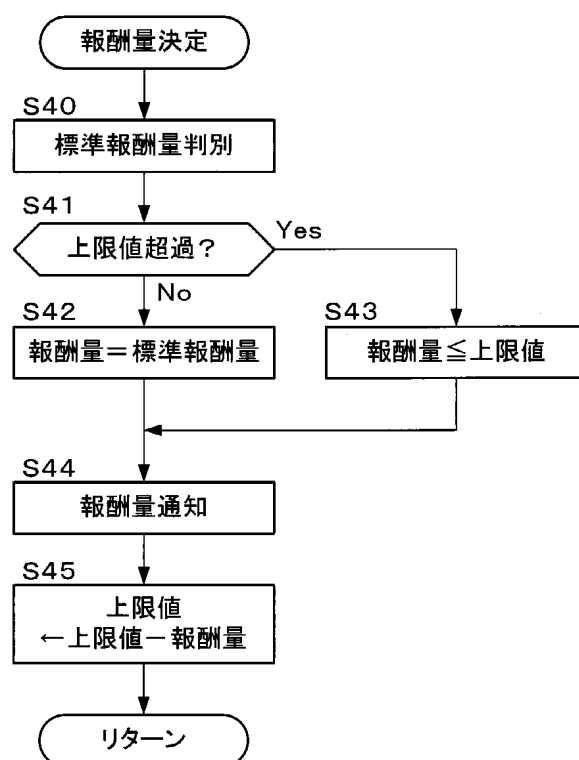 報酬量決定
S40
標準報酬量判別
S41
上限値超過？
Yes
No
S42
報酬量＝標準報酬量
S43
報酬量≦上限値
S44
報酬量通知
S45
上限値
←上限値－報酬量
リターン